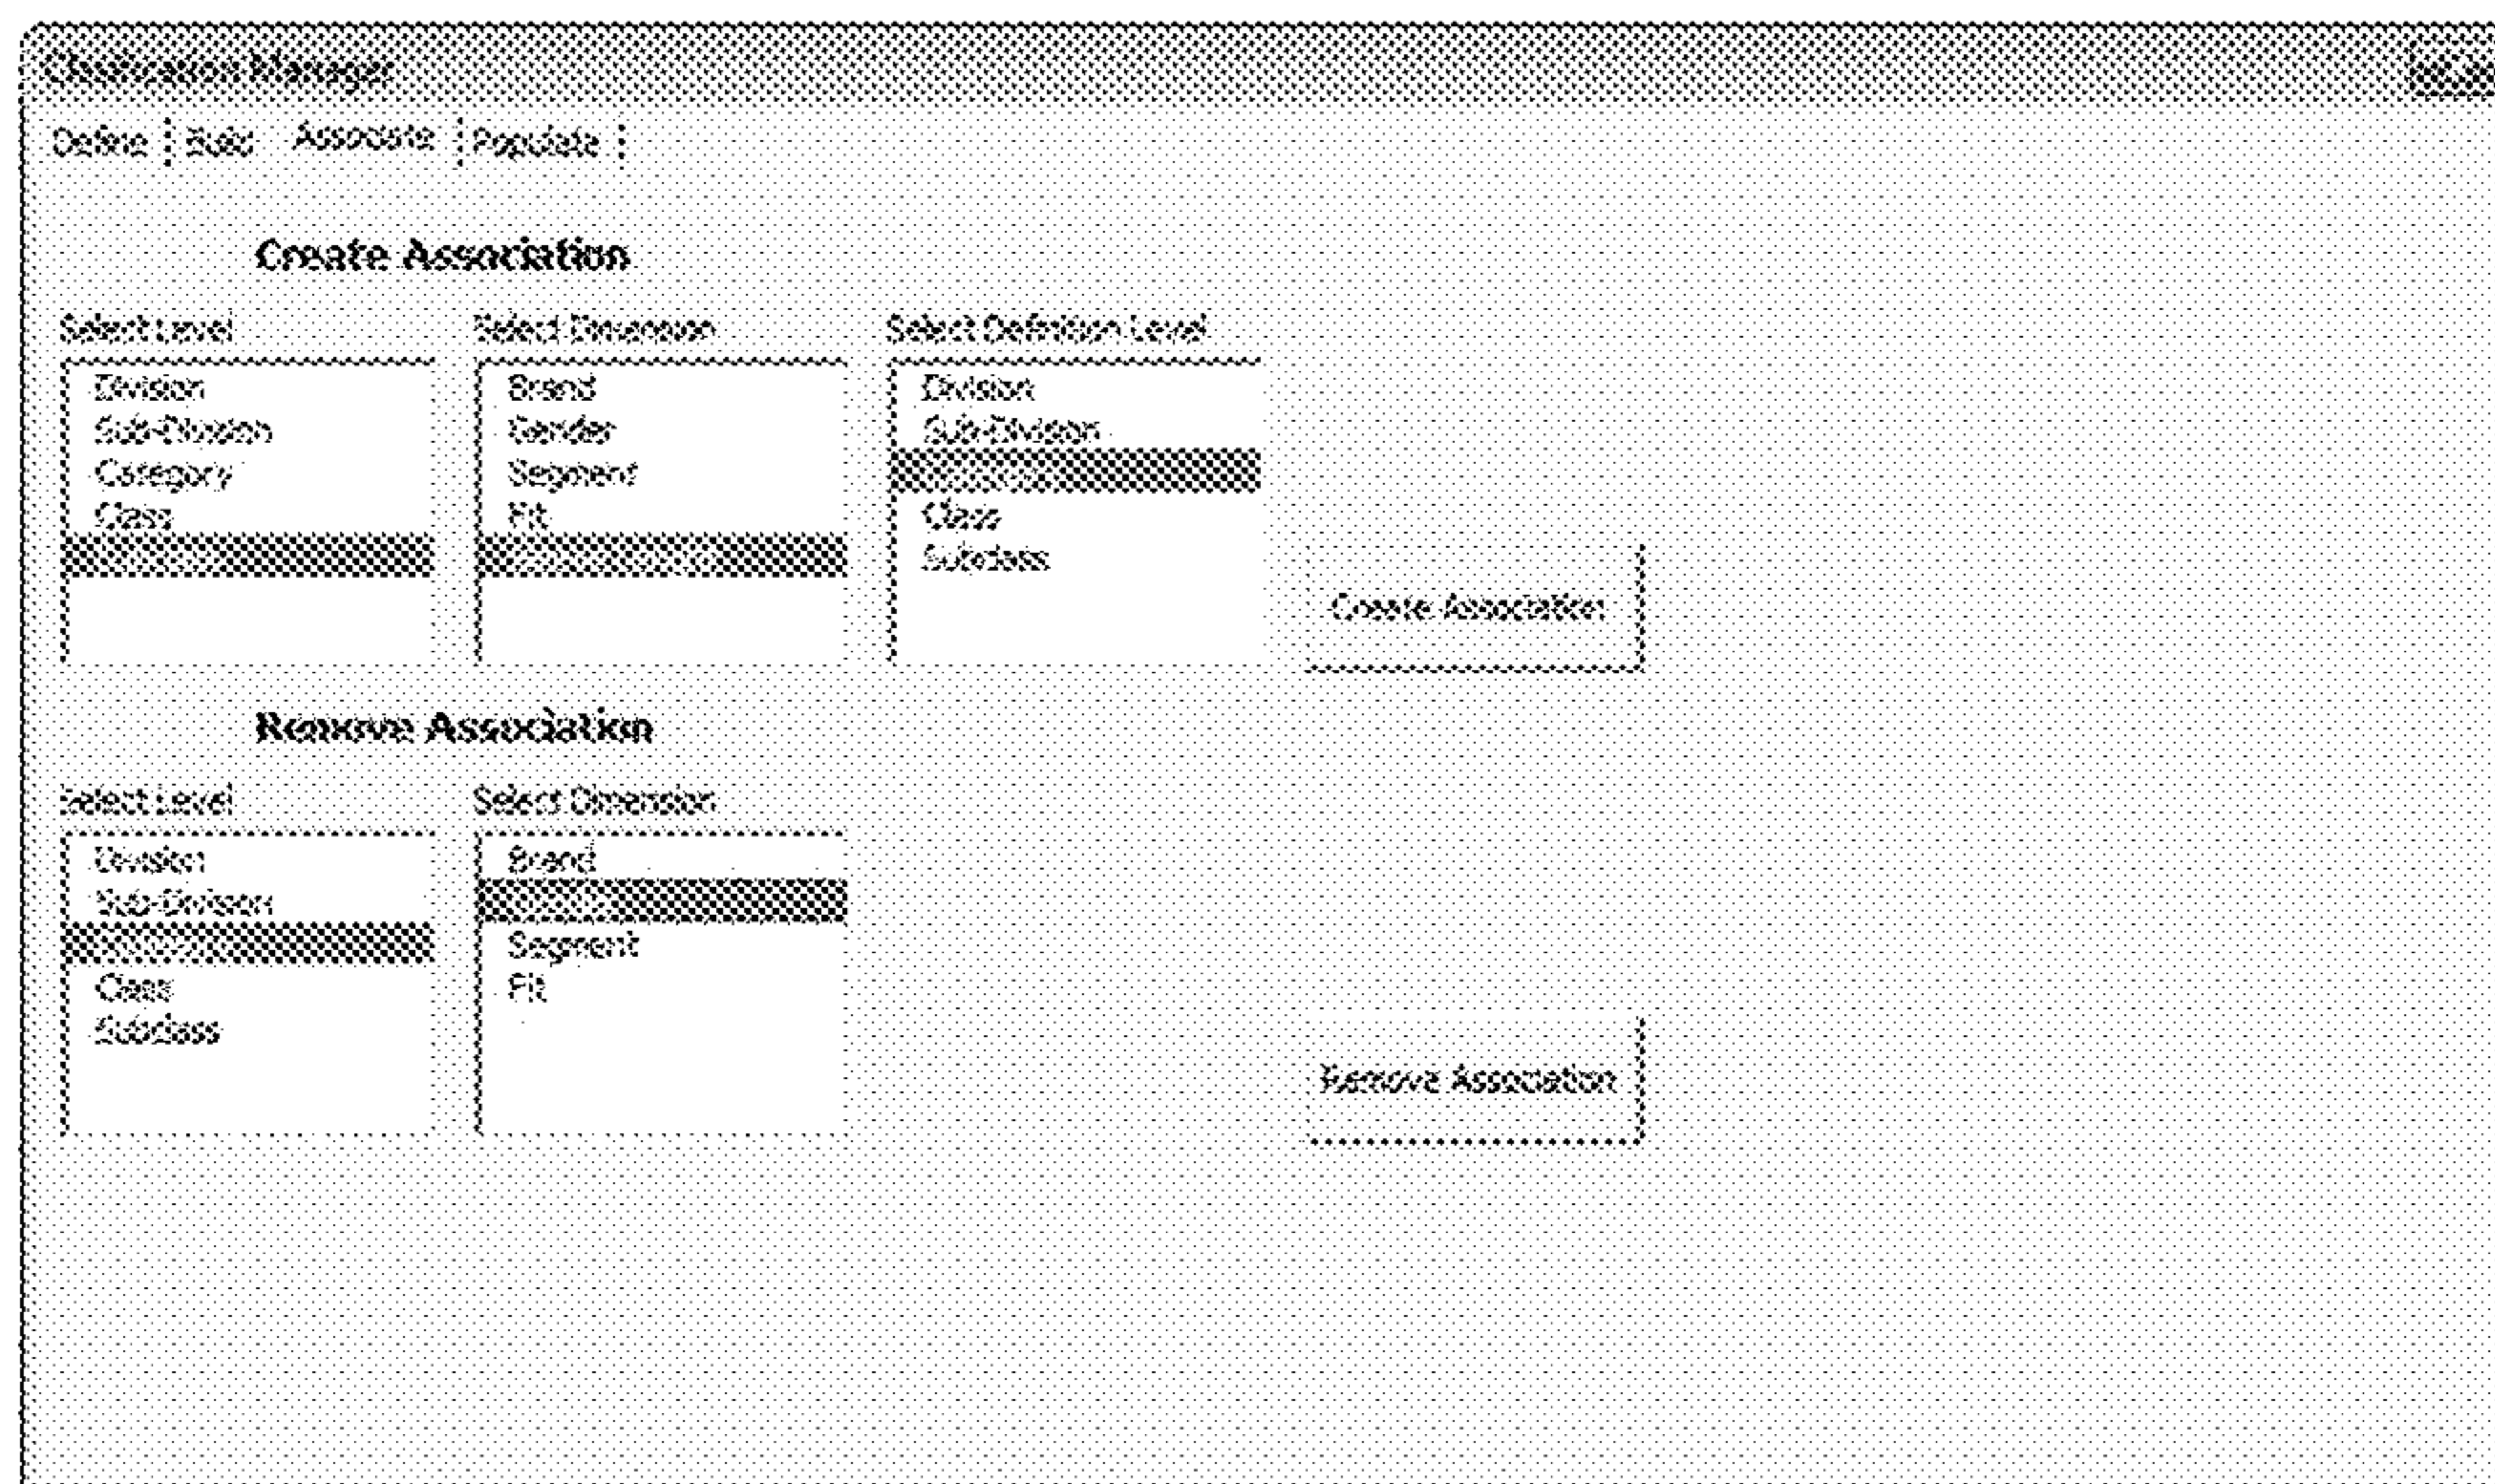 Manager
Define Build Associate Populate
Create Association
Select Level Select Dimension Select Definition Level
Division Brand Division
Sub-Division Gender Sub-Division
Category Segment
Class Fit Class
Subclass
Create Association
Remove Association
Select Level Select Dimension
Division Brand
Sub-Division
Segment
Class Fit
Subclass
Remove Association